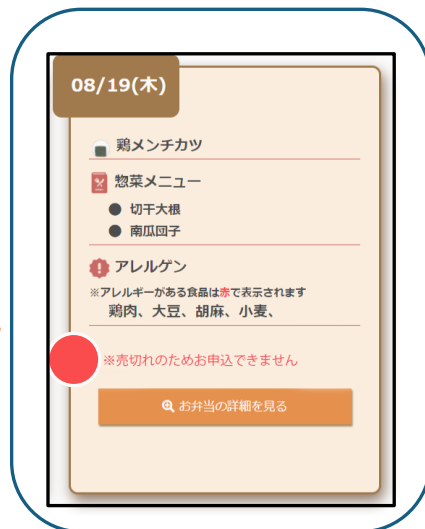 08/19(木)
鶏メンチカツ
惣菜メニュー
● 切干大根
● 南瓜団子
アレルゲン
※アレルギーがある食品は赤で表示されます
鶏肉、大豆、胡麻、小麦、
※売切れのためお申込できません
お弁当の詳細を見る